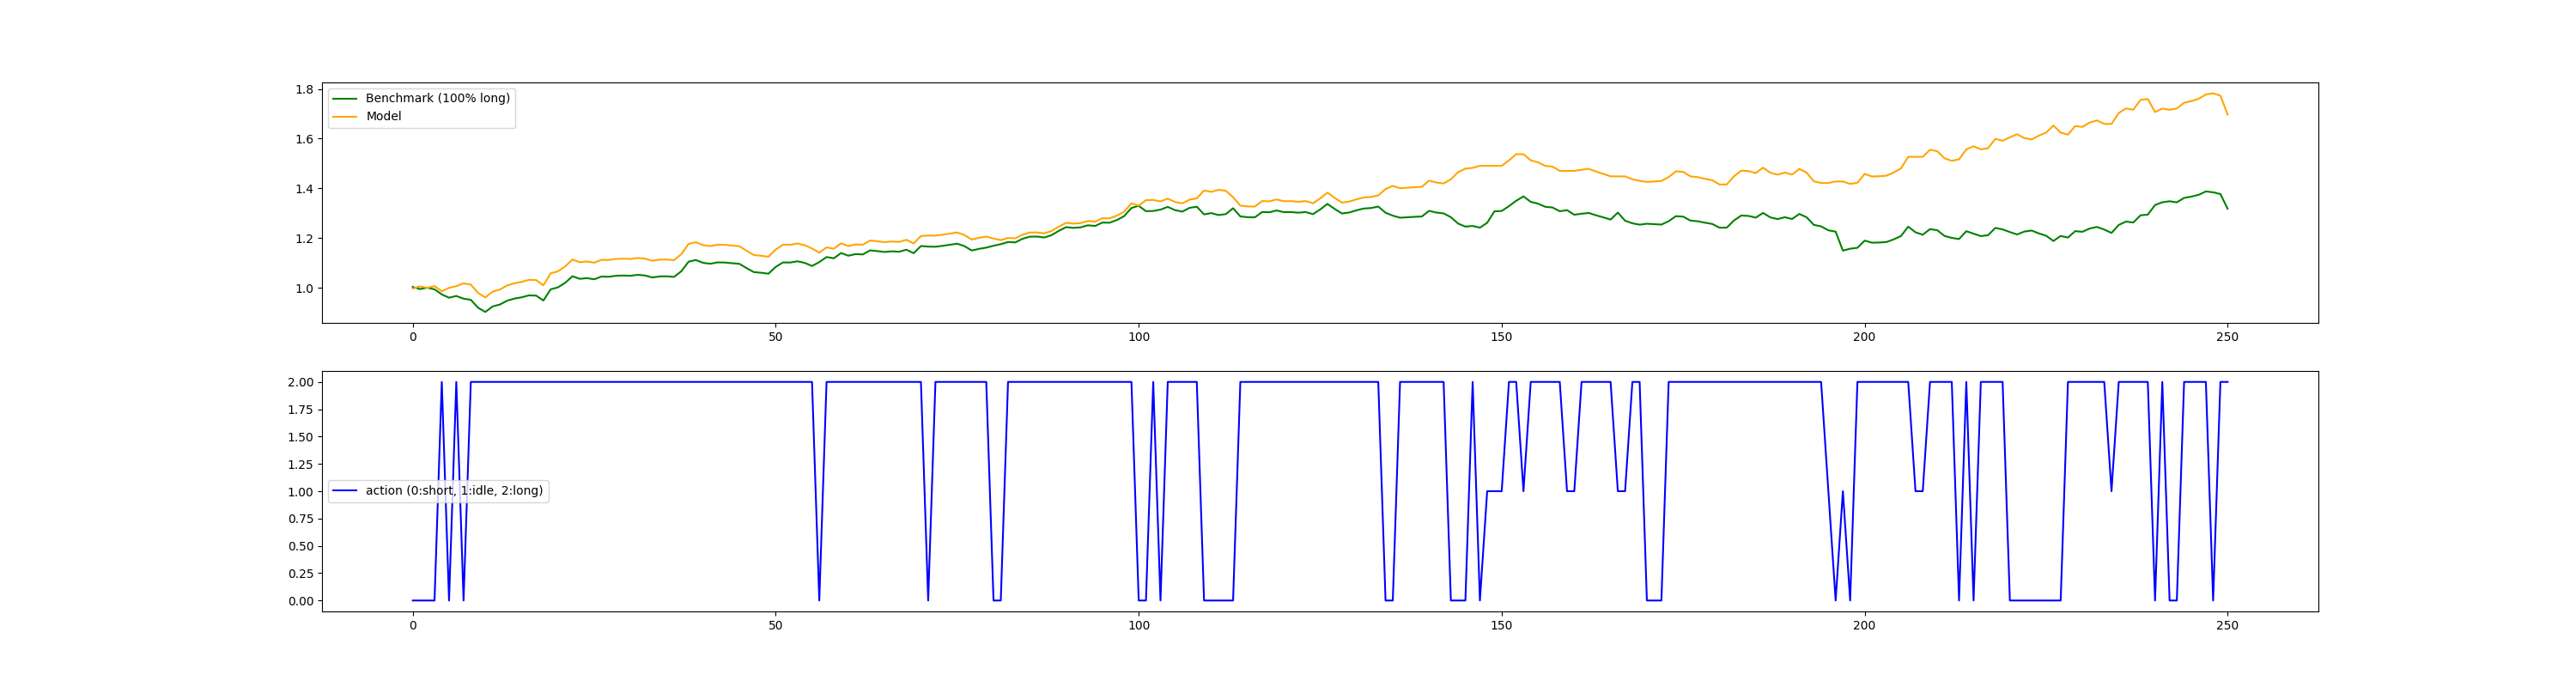 1.8
1.6
1.4
1.2
1.0
Benchmark (100% long)
Model
0 50 100 150 200 250
2.00
1.75
1.50
1.25
1.00
0.75
0.50
0.25
0.00
action (0:short, 1:idle, 2:long)
0 50 100 150 200 250